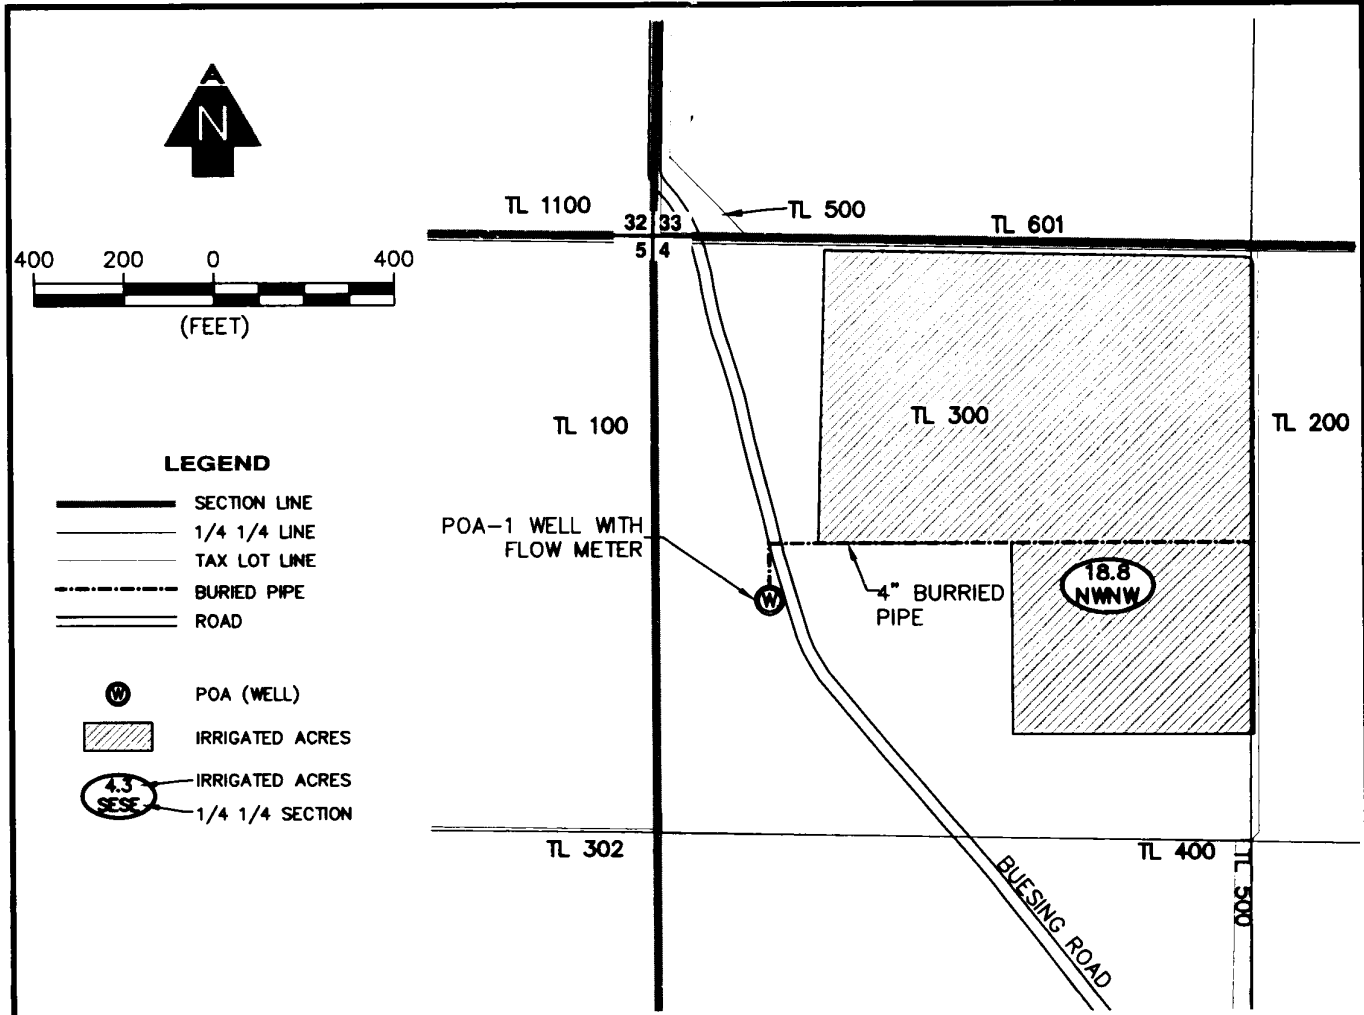 A
N
TL 1100
32 33
5 4
TL 500
TL 601
400 200 0 400
(FEET)
TL 100
TL 300
TL 200
LEGEND
SECTION LINE
1/4 1/4 LINE
TAX LOT LINE
BURIED PIPE
ROAD
W
POA (WELL)
IRRIGATED ACRES
4.3
SESE
IRRIGATED ACRES
1/4 1/4 SECTION
POA-1 WELL WITH
FLOW METER
W
4" BURRIED
PIPE
18.8
NWNW
TL 302
TL 400
TL 500
BUESING ROAD